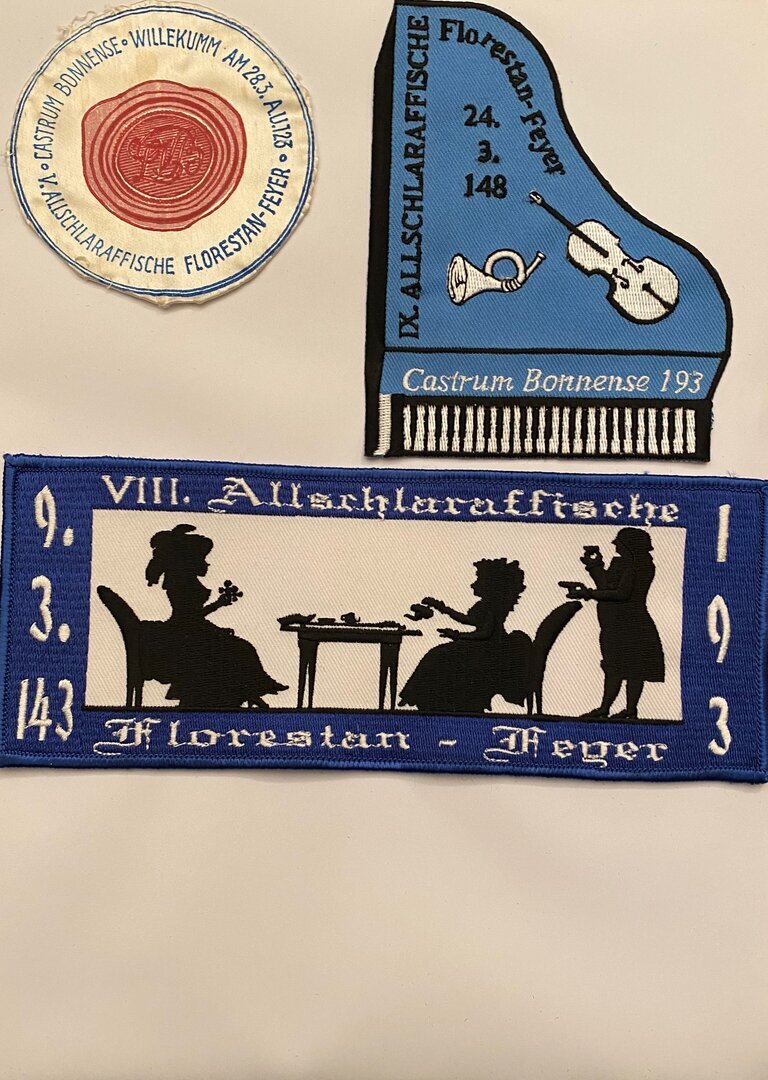 V. ALLSCHLARAFFISCHE FLORESTAN-FEYER • CASTRUM BONNENSE • WILLEKUMM AM 28.3. A.U.123 •
IX. ALLSCHLARAFFISCHE
Florestan-Feyer
24.
3.
148
Castrum Bonnense 193
VIII. Allschlaraffische
9.
3.
143
1
9
3
Florestan - Feyer